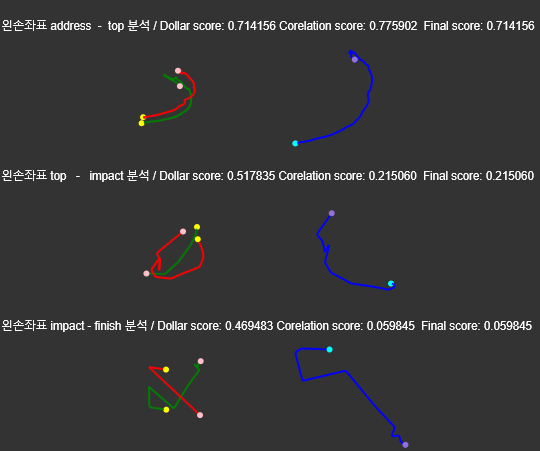 왼손좌표 address - top 분석 / Dollar score: 0.714156 Corelation score: 0.775902 Final score: 0.714156
왼손좌표 top - impact 분석 / Dollar score: 0.517835 Corelation score: 0.215060 Final score: 0.215060
왼손좌표 impact - finish 분석 / Dollar score: 0.469483 Corelation score: 0.059845 Final score: 0.059845